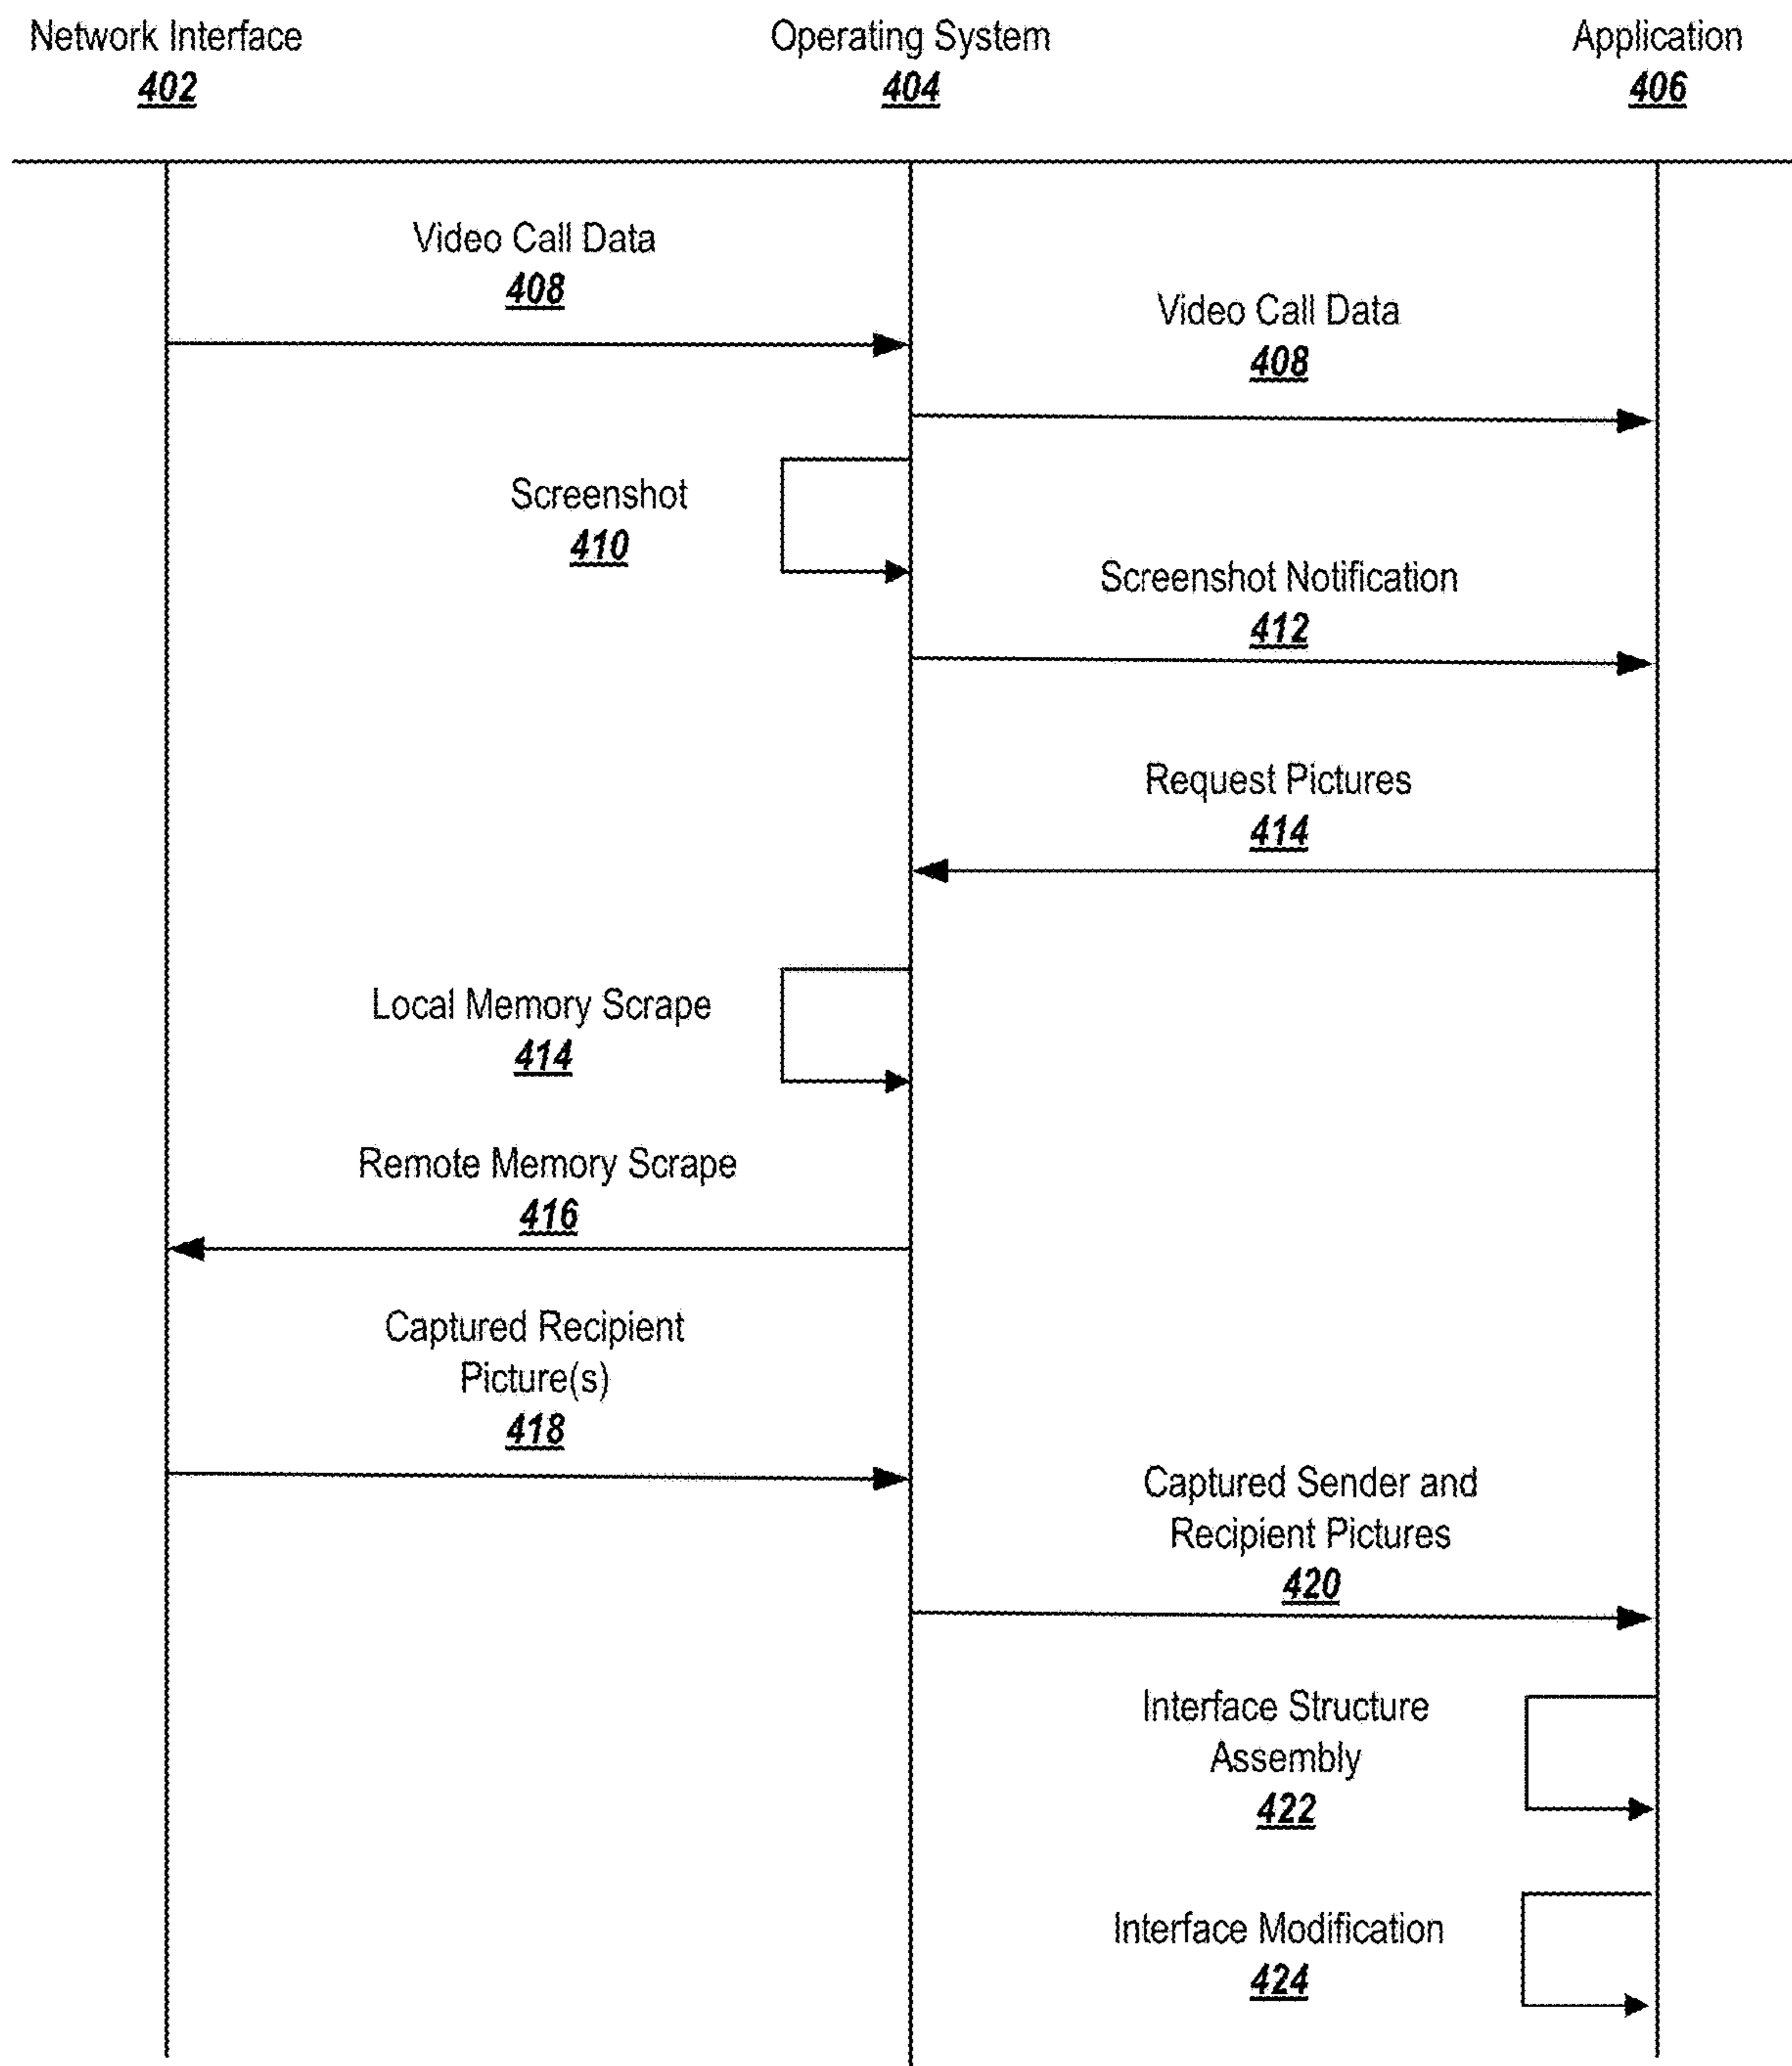 Network Interface
402
Operating System
404
Application
406
Video Call Data
408
Video Call Data
408
Screenshot
410
Screenshot Notification
412
Request Pictures
414
Local Memory Scrape
414
Remote Memory Scrape
416
Captured Recipient
Picture(s)
418
Captured Sender and
Recipient Pictures
420
Interface Structure
Assembly
422
Interface Modification
424